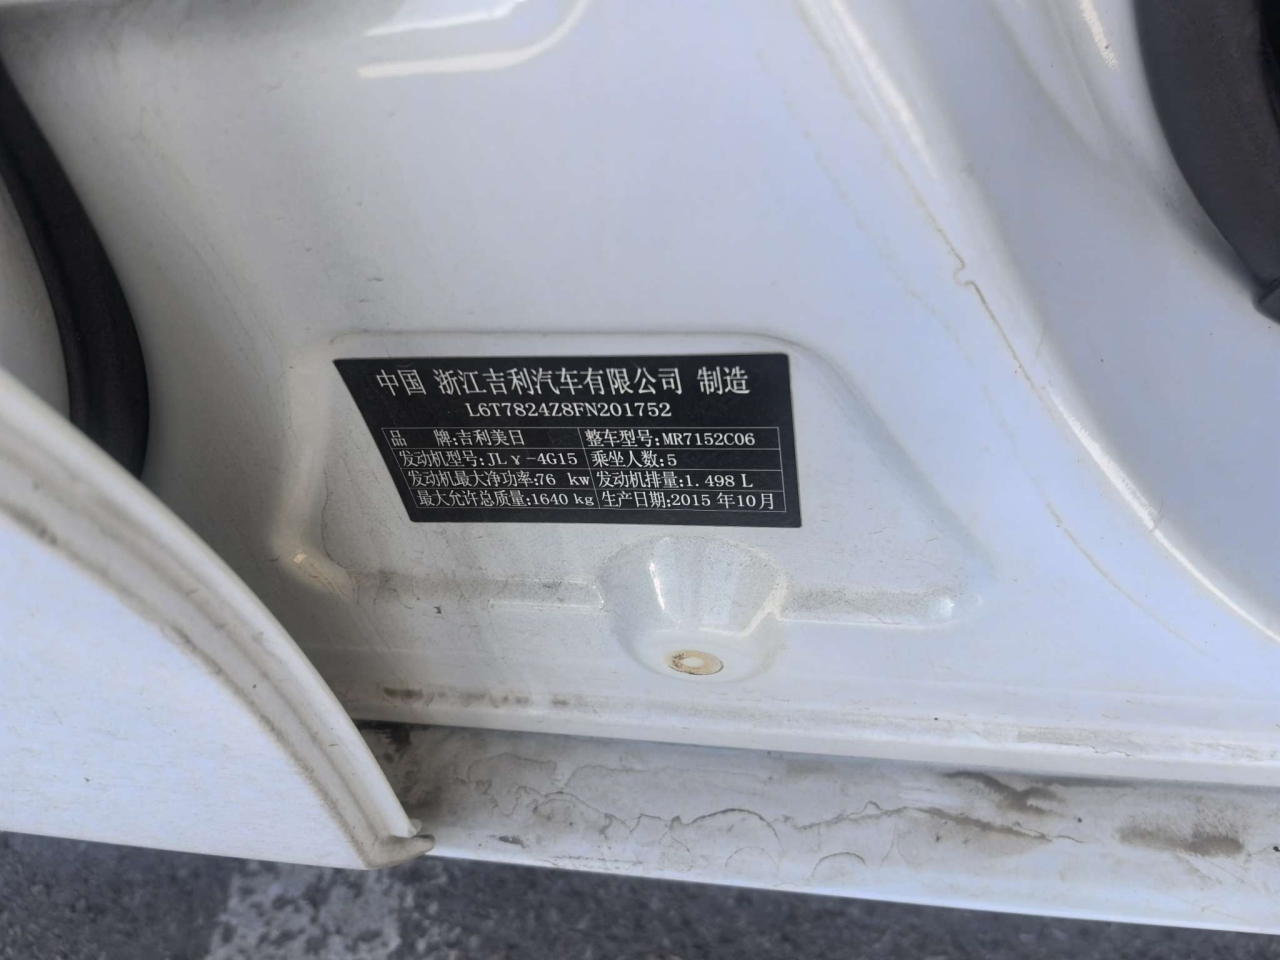 中国 浙江吉利汽车有限公司 制造
L6T7824Z8FN201752
品 牌:吉利美日 整车型号:MR7152C06
发动机型号:JLγ-4G15 乘坐人数:5
发动机最大净功率:76 kw 发动机排量:1.498 L
最大允许总质量:1640 kg 生产日期:2015 年10月